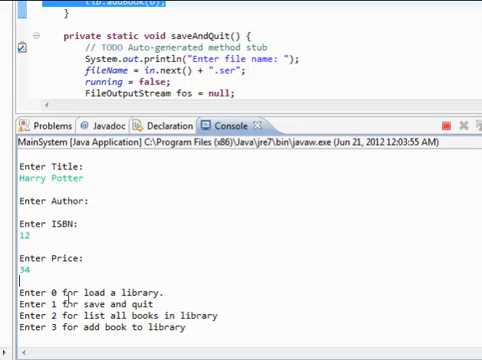 lib.addBook(b);
}
private static void saveAndQuit() {
// TODO Auto-generated method stub
System.out.println("Enter file name: ");
fileName = in.next() + ".ser";
running = false;
FileOutputStream fos = null;
Problems @ Javadoc Declaration Console
MainSystem [Java Application] C:\Program Files (x86)\Java\jre7\bin\javaw.exe (Jun 21, 2012 12:03:55 AM)
Enter Title:
Harry Potter
Enter Author:
Enter ISBN:
12
Enter Price:
34
Enter 0 for load a library.
Enter 1 for save and quit
Enter 2 for list all books in library
Enter 3 for add book to library